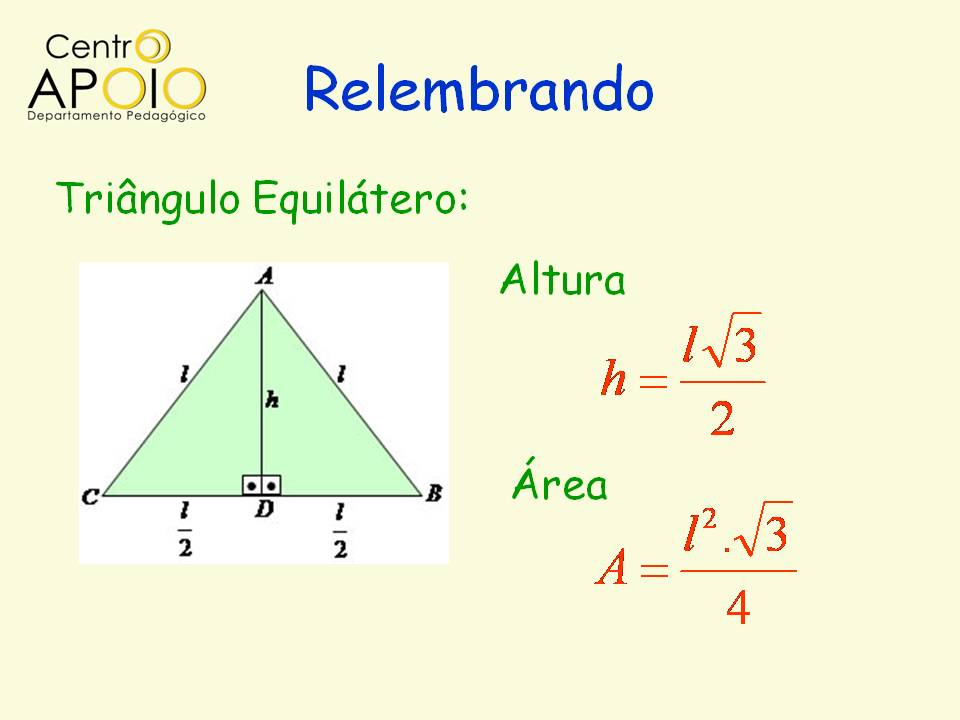 Centro
APOIO
Departamento Pedagógico
Relembrando
Triângulo Equilátero:
A
l
l
h
C
D
B
l/2
l/2
Altura
h = l√3/2
Área
A = l².√3/4